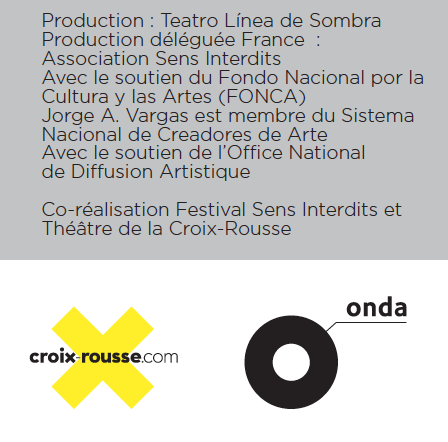 Production : Teatro Línea de Sombra
Production déléguée France  :
Association Sens Interdits
Avec le soutien du Fondo Nacional por la
Cultura y las Artes (FONCA)
Jorge A. Vargas est membre du Sistema
Nacional de Creadores de Arte
Avec le soutien de l'Office National
de Diffusion Artistique
Co-réalisation Festival Sens Interdits et
Théâtre de la Croix-Rousse
croix-rousse.com
onda